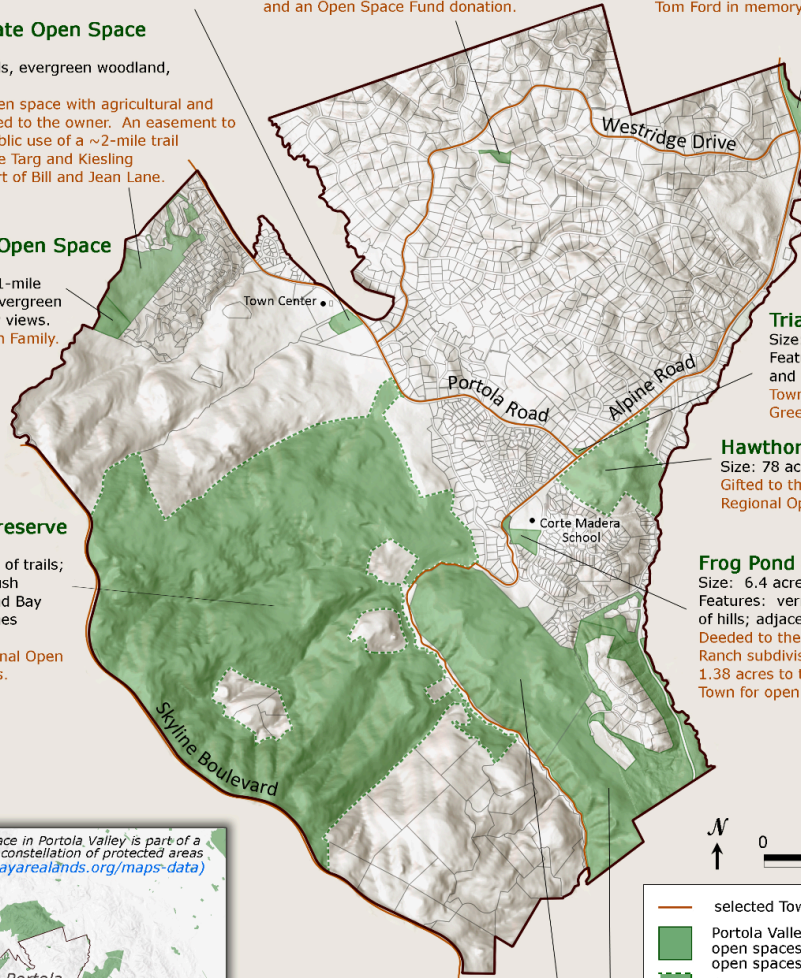 and an Open Space Fund donation.
Tom Ford in memory
ate Open Space
ls, evergreen woodland,
en space with agricultural and
ed to the owner. An easement to
blic use of a ~2-mile trail
e Targ and Kiesling
rt of Bill and Jean Lane.
Open Space
1-mile
vergreen
views.
n Family.
Westridge Drive
Town Center
Portola Road
Alpine Road
Tria
Size
Feat
and
Town
Gree
Hawthor
Size: 78 ac
Gifted to th
Regional Op
Corte Madera
School
reserve
of trails;
ush
nd Bay
es
nal Open
s.
Frog Pond
Size: 6.4 acre
Features: ver
of hills; adjace
Deeded to the
Ranch subdivis
1.38 acres to t
Town for open
Skyline Boulevard
ace in Portola Valley is part of a
constellation of protected areas
ayarealands.org/maps-data)
Portola
N
0
selected Tow
Portola Valle
open spaces
open spaces